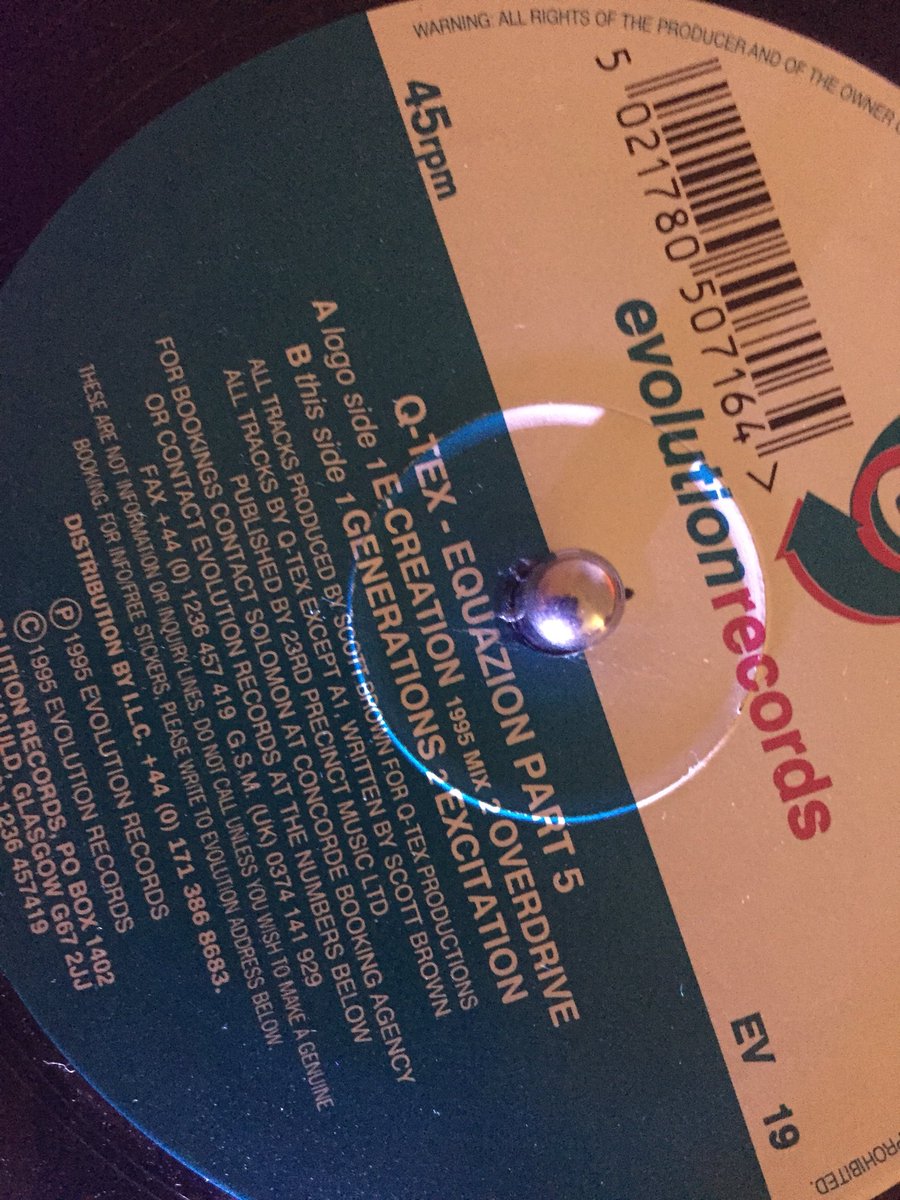 WARNING: ALL RIGHTS OF THE PRODUCER AND OF THE OWNER
5 021780 507164 >
evolutionrecords
45rpm
EV 19
Q-TEX - EQUAZION PART 5
A logo side 1 E-CREATION 1995 MIX 2 OVERDRIVE
B this side 1 GENERATIONS 2 EXCITATION
ALL TRACKS PRODUCED BY SCOTT BROWN FOR Q-TEX PRODUCTIONS
ALL TRACKS BY Q-TEX EXCEPT A1. WRITTEN BY SCOTT BROWN
PUBLISHED BY 23RD PRECINCT MUSIC LTD.
FOR BOOKINGS CONTACT SOLOMON AT CONCORDE BOOKING AGENCY
OR CONTACT EVOLUTION RECORDS AT THE NUMBERS BELOW
FAX +44 (0) 1236 457 419 G.S.M. (UK) 0374 141 929
THESE ARE NOT INFORMATION OR INQUIRY LINES. DO NOT CALL UNLESS YOU WISH TO MAKE A GENUINE
BOOKING. FOR INFO/FREE STICKERS, PLEASE WRITE TO EVOLUTION ADDRESS BELOW.
DISTRIBUTION BY I.L.C. +44 (0) 171 386 8683.
Ⓟ 1995 EVOLUTION RECORDS
© 1995 EVOLUTION RECORDS
RECORDS, PO BOX 1402
GLASGOW G67 2JJ
1236 457419
PROHIBITED.